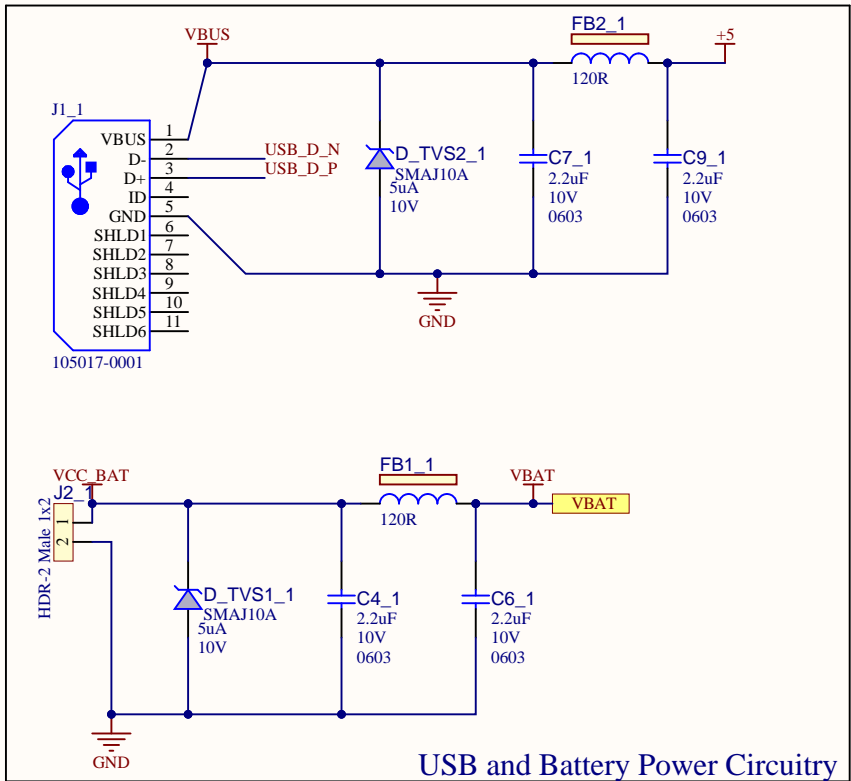 VBUS
FB2_1
+5
120R
J1_1
VBUS 1
D- 2
USB_D_N
D+ 3
USB_D_P
ID 4
GND 5
SHLD1 6
SHLD2 7
SHLD3 8
SHLD4 9
SHLD5 10
SHLD6 11
105017-0001
D_TVS2_1
SMAJ10A
5uA
10V
C7_1
2.2uF
10V
0603
C9_1
2.2uF
10V
0603
GND
VCC_BAT
J2_1
HDR-2 Male 1x2
1
2
FB1_1
120R
VBAT
VBAT
D_TVS1_1
SMAJ10A
5uA
10V
C4_1
2.2uF
10V
0603
C6_1
2.2uF
10V
0603
GND
USB and Battery Power Circuitry